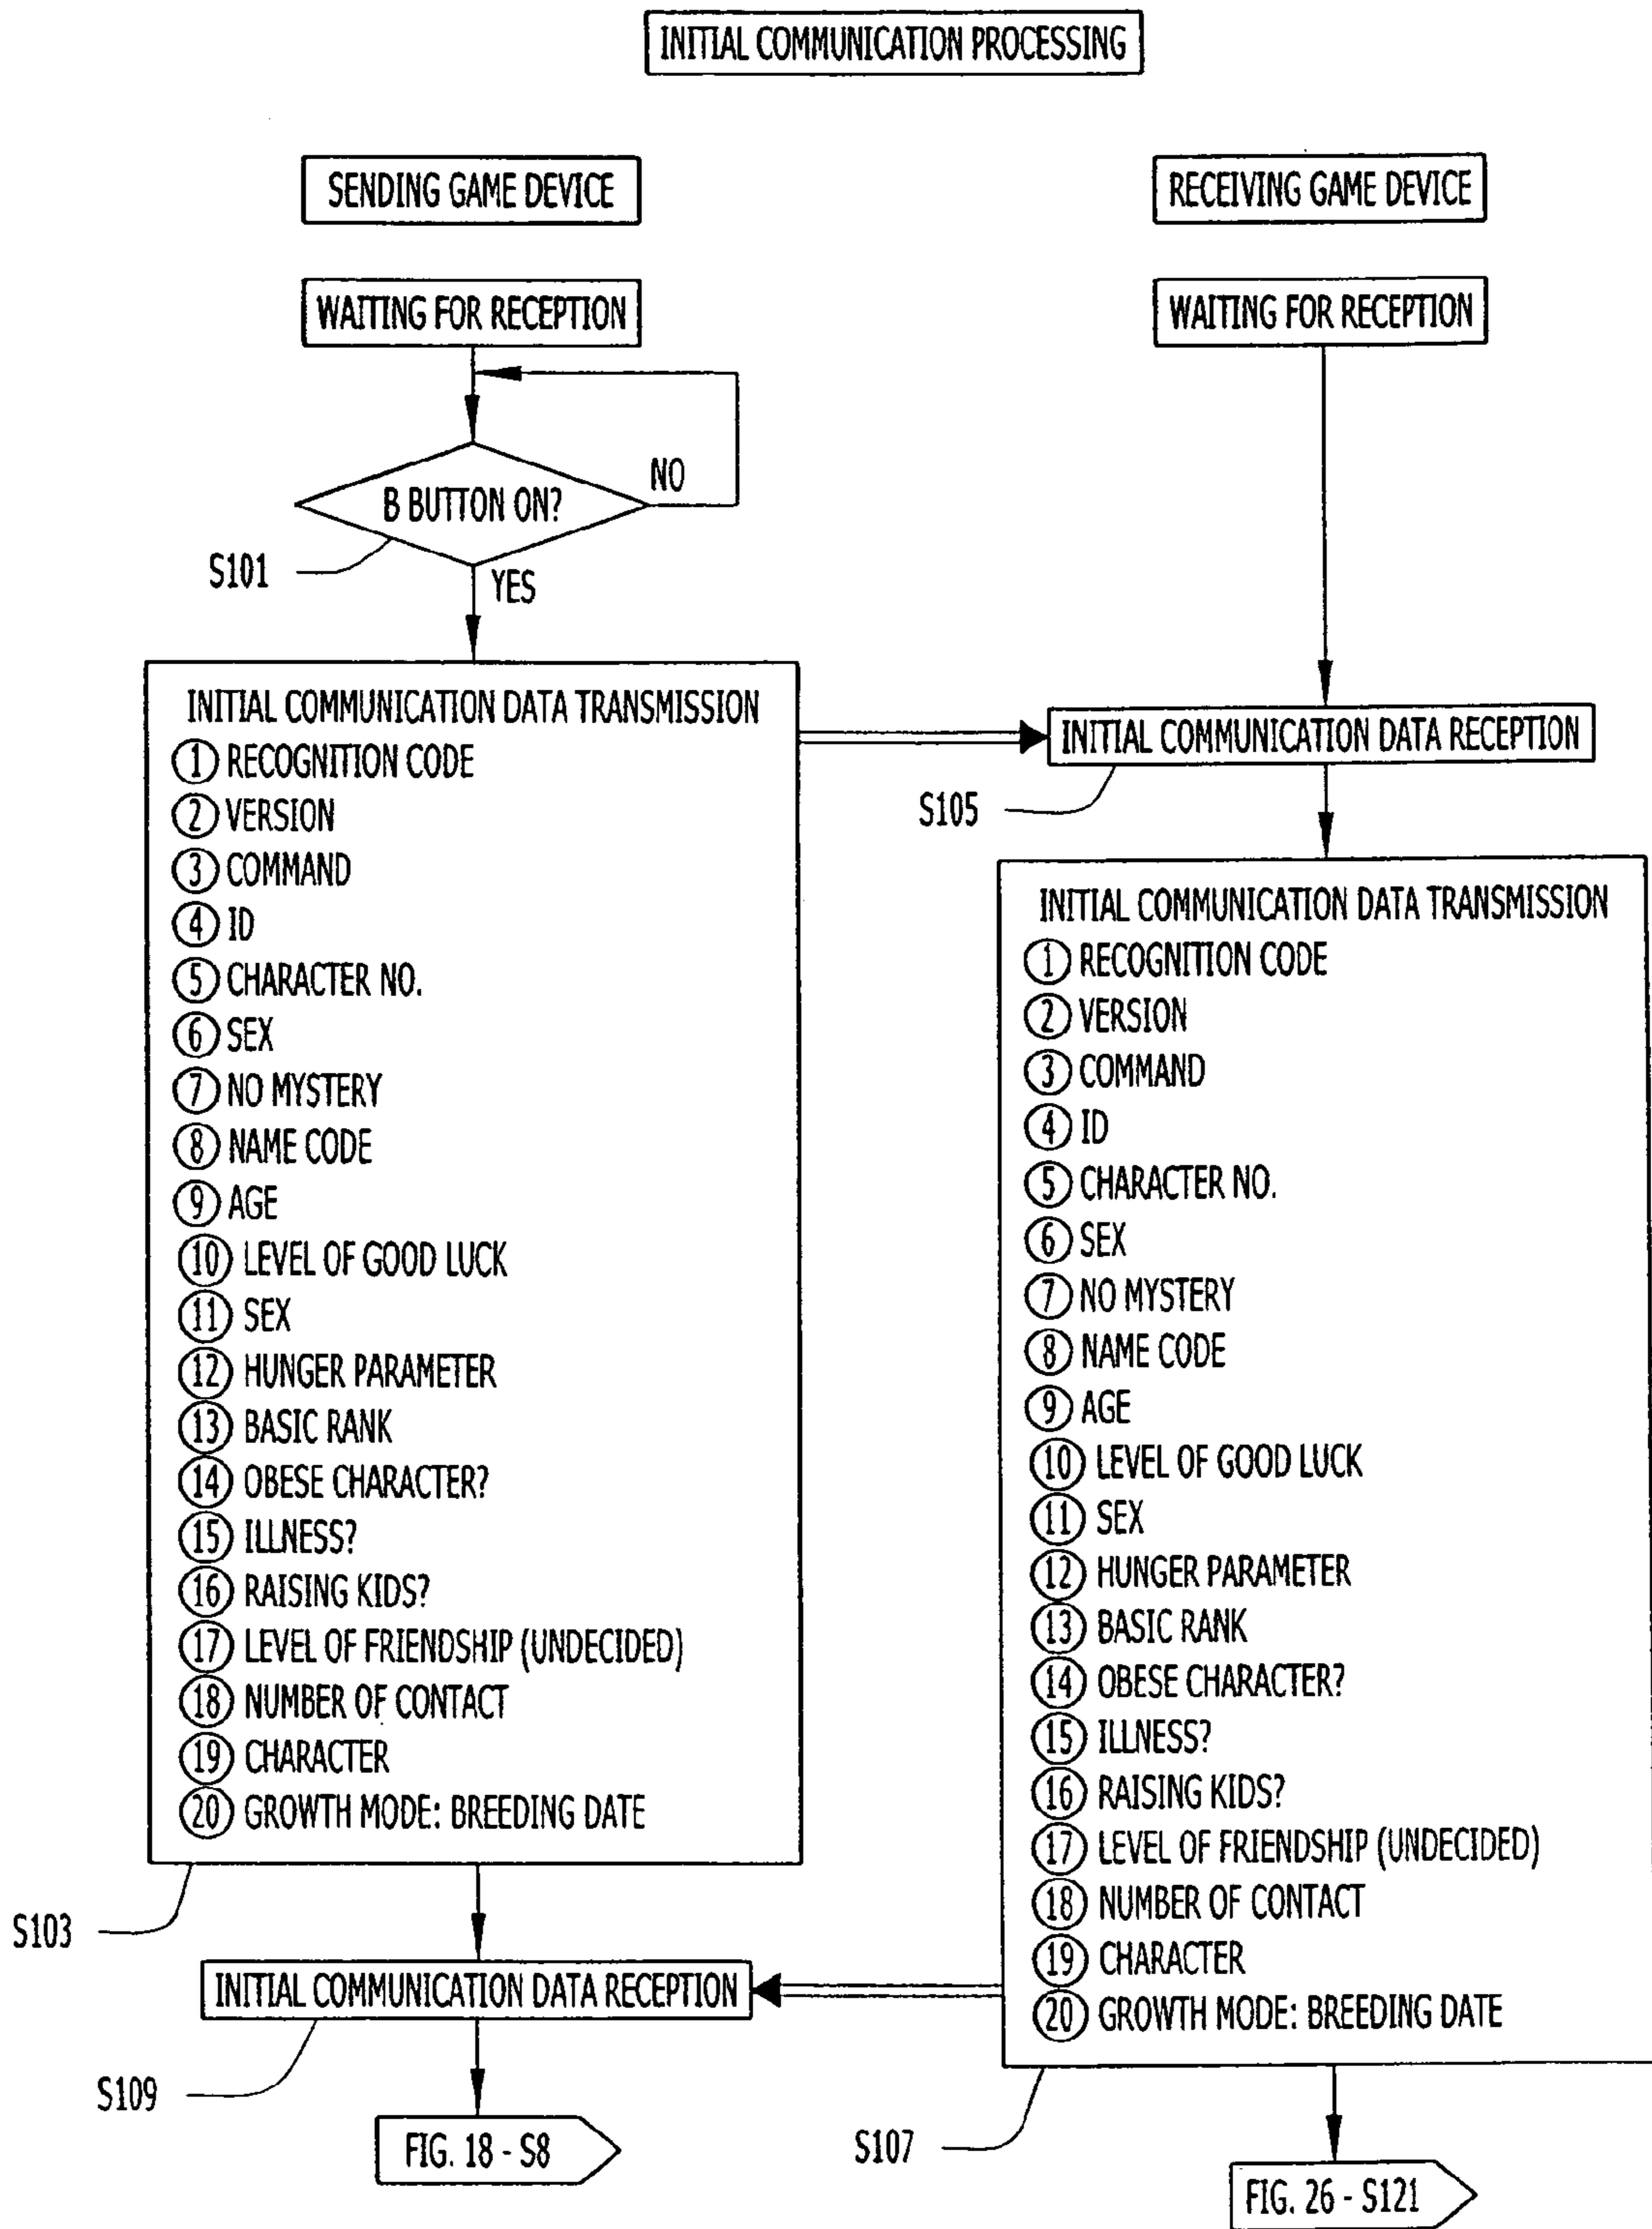 INITIAL COMMUNICATION PROCESSING
SENDING GAME DEVICE
WAITING FOR RECEPTION
B BUTTON ON?
NO
S101
YES
INITIAL COMMUNICATION DATA TRANSMISSION
① RECOGNITION CODE
② VERSION
③ COMMAND
④ ID
⑤ CHARACTER NO.
⑥ SEX
⑦ NO MYSTERY
⑧ NAME CODE
⑨ AGE
⑩ LEVEL OF GOOD LUCK
⑪ SEX
⑫ HUNGER PARAMETER
⑬ BASIC RANK
⑭ OBESE CHARACTER?
⑮ ILLNESS?
⑯ RAISING KIDS?
⑰ LEVEL OF FRIENDSHIP (UNDECIDED)
⑱ NUMBER OF CONTACT
⑲ CHARACTER
⑳ GROWTH MODE: BREEDING DATE
S103
INITIAL COMMUNICATION DATA RECEPTION
S109
FIG. 18 - S8
RECEIVING GAME DEVICE
WAITING FOR RECEPTION
INITIAL COMMUNICATION DATA RECEPTION
S105
INITIAL COMMUNICATION DATA TRANSMISSION
① RECOGNITION CODE
② VERSION
③ COMMAND
④ ID
⑤ CHARACTER NO.
⑥ SEX
⑦ NO MYSTERY
⑧ NAME CODE
⑨ AGE
⑩ LEVEL OF GOOD LUCK
⑪ SEX
⑫ HUNGER PARAMETER
⑬ BASIC RANK
⑭ OBESE CHARACTER?
⑮ ILLNESS?
⑯ RAISING KIDS?
⑰ LEVEL OF FRIENDSHIP (UNDECIDED)
⑱ NUMBER OF CONTACT
⑲ CHARACTER
⑳ GROWTH MODE: BREEDING DATE
S107
FIG. 26 - S121